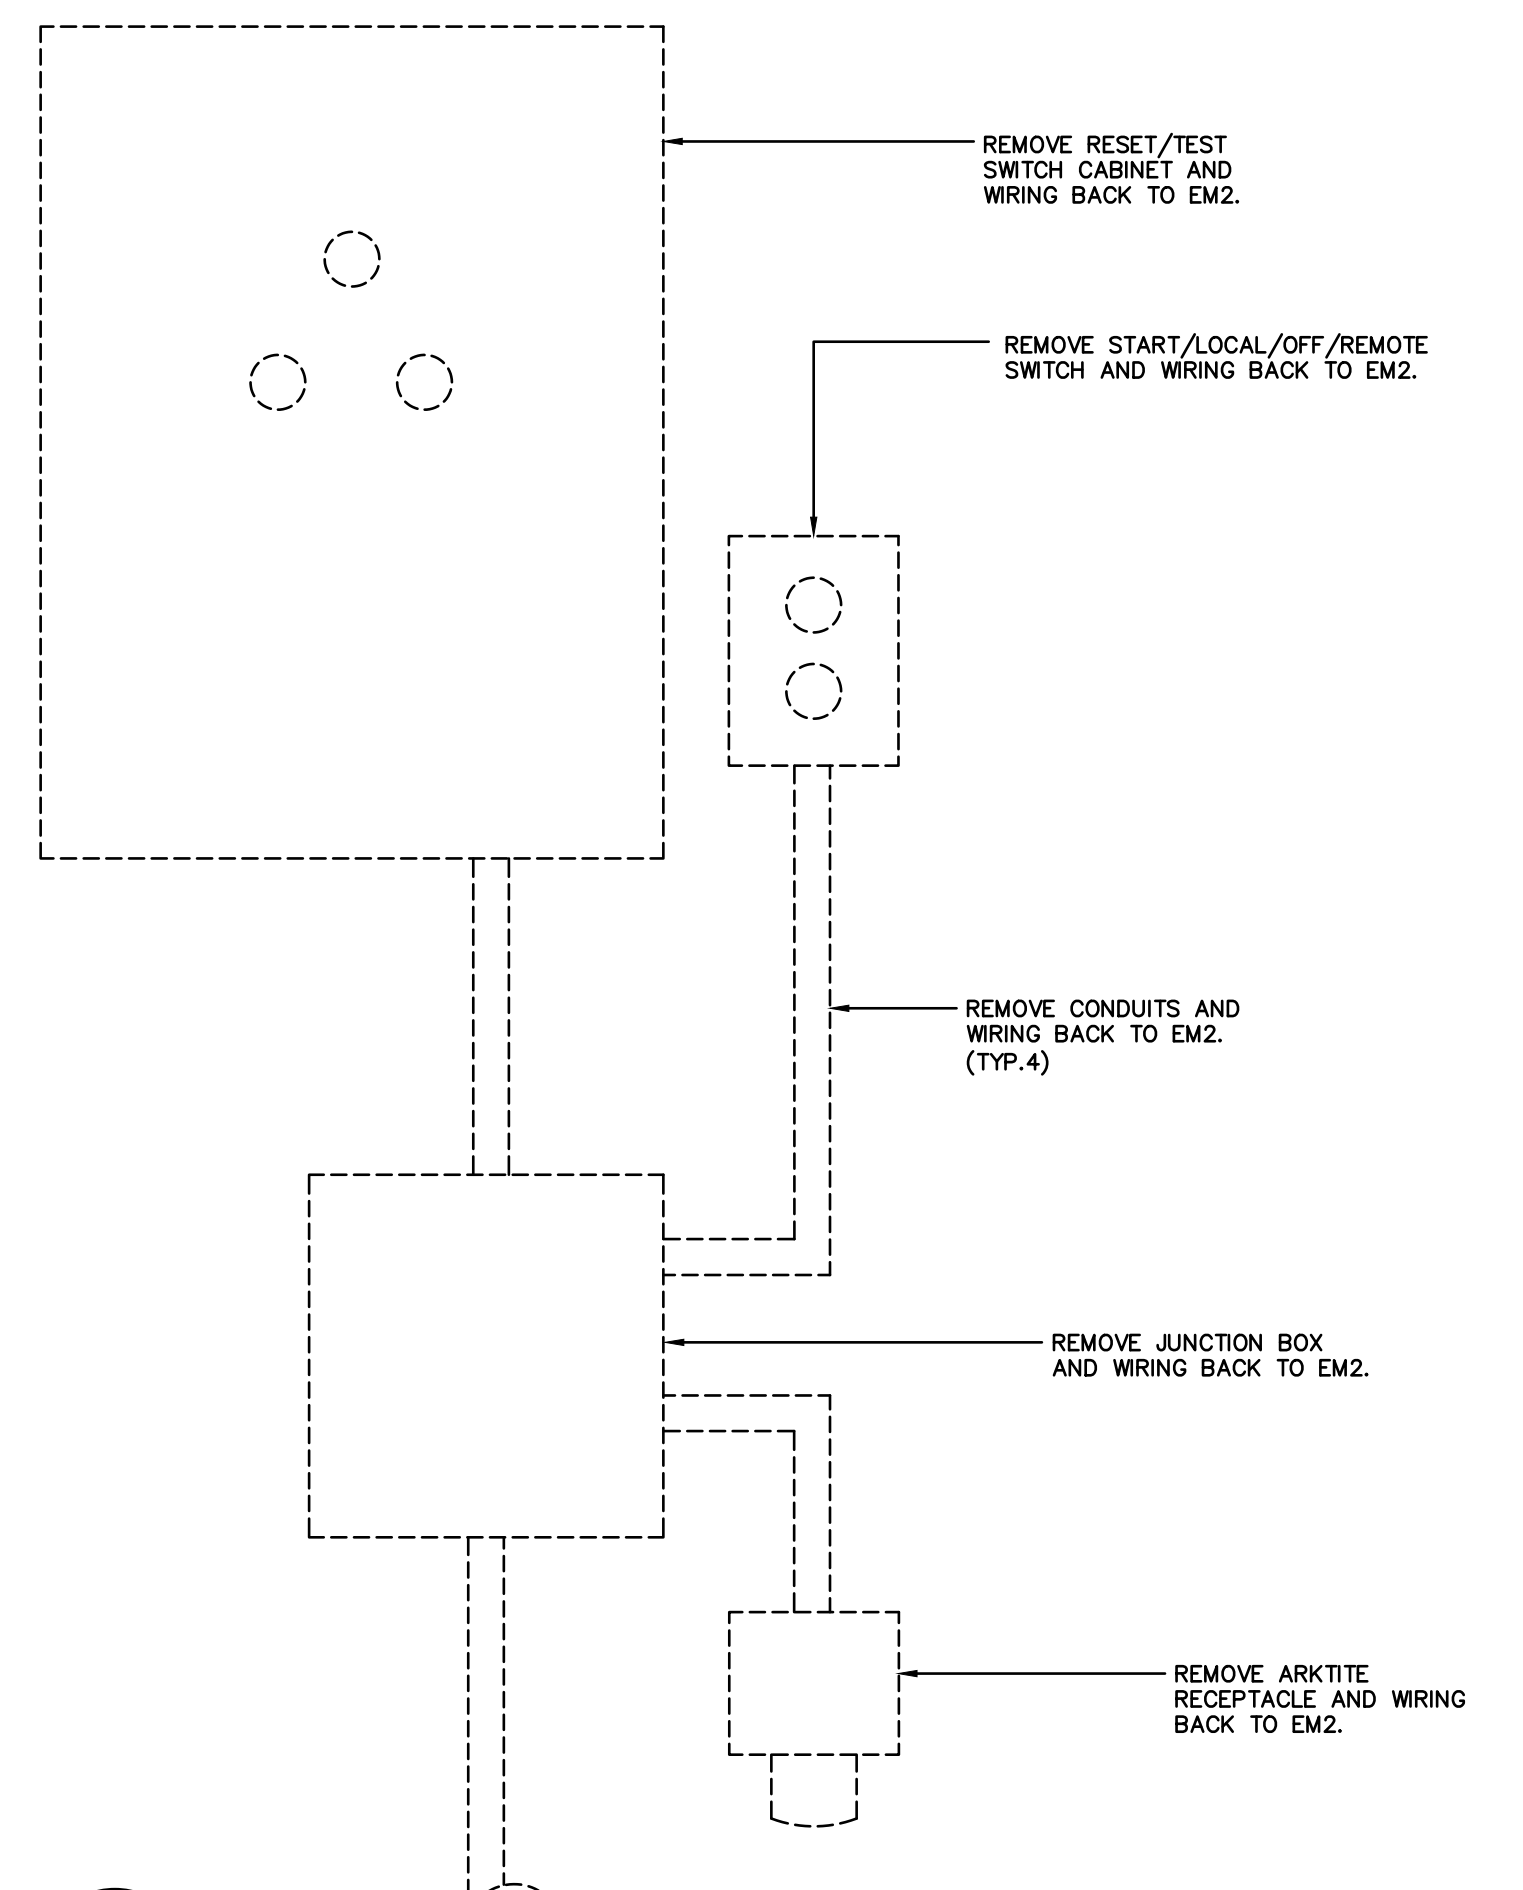 REMOVE RESET/TEST
SWITCH CABINET AND
WIRING BACK TO EM2.
REMOVE START/LOCAL/OFF/REMOTE
SWITCH AND WIRING BACK TO EM2.
REMOVE CONDUITS AND
WIRING BACK TO EM2.
(TYP.4)
REMOVE JUNCTION BOX
AND WIRING BACK TO EM2.
REMOVE ARKTITE
RECEPTACLE AND WIRING
BACK TO EM2.